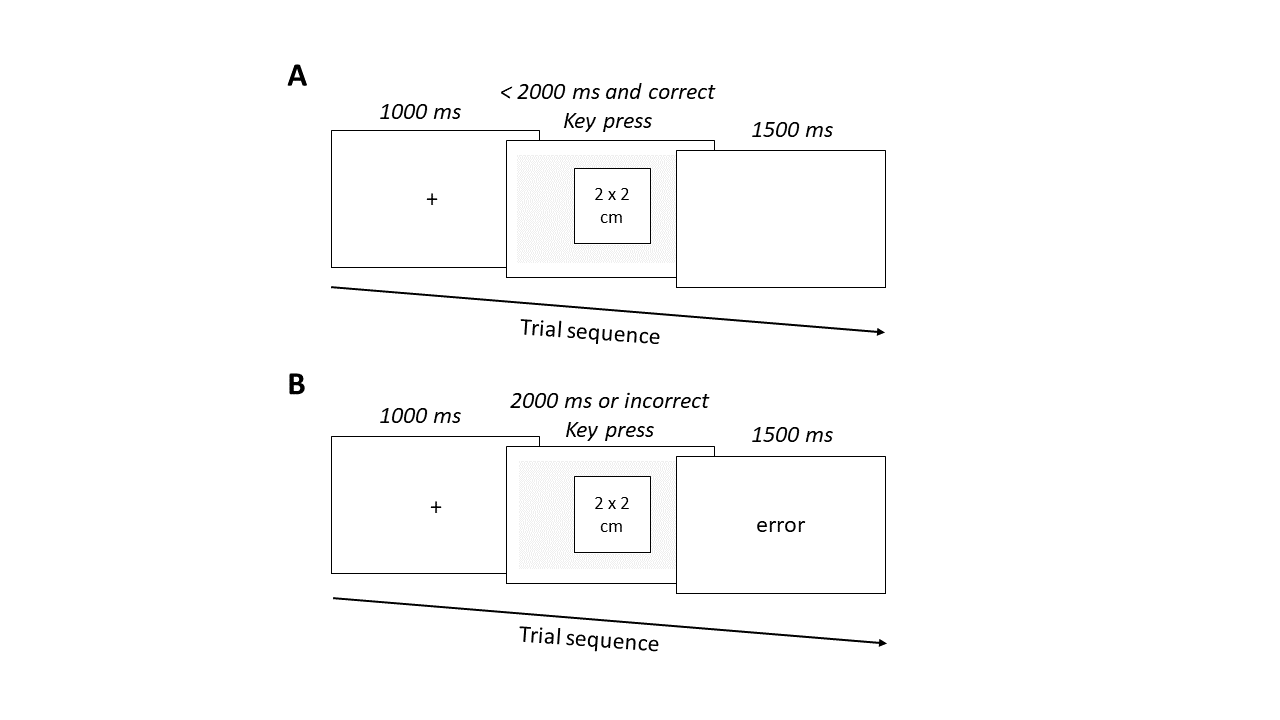 A
1000 ms
< 2000 ms and correct
Key press
1500 ms
+
2 x 2
cm
Trial sequence
B
1000 ms
2000 ms or incorrect
Key press
1500 ms
+
2 x 2
cm
error
Trial sequence